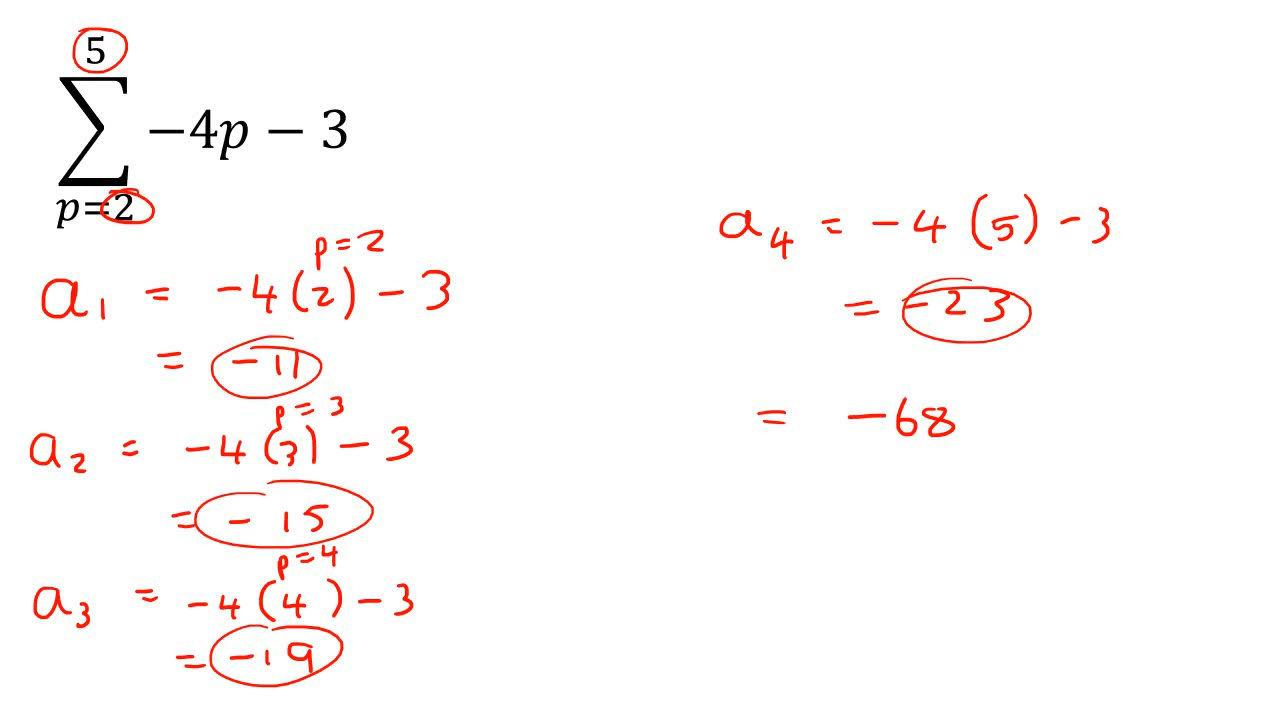 5
∑ −4p − 3
p=2
p=2
a₁ = -4(2) - 3
= -11
p=3
a₂ = -4(3) - 3
= -15
p=4
a₃ = -4(4) - 3
= -19
a₄ = -4(5) - 3
= -23
= -68